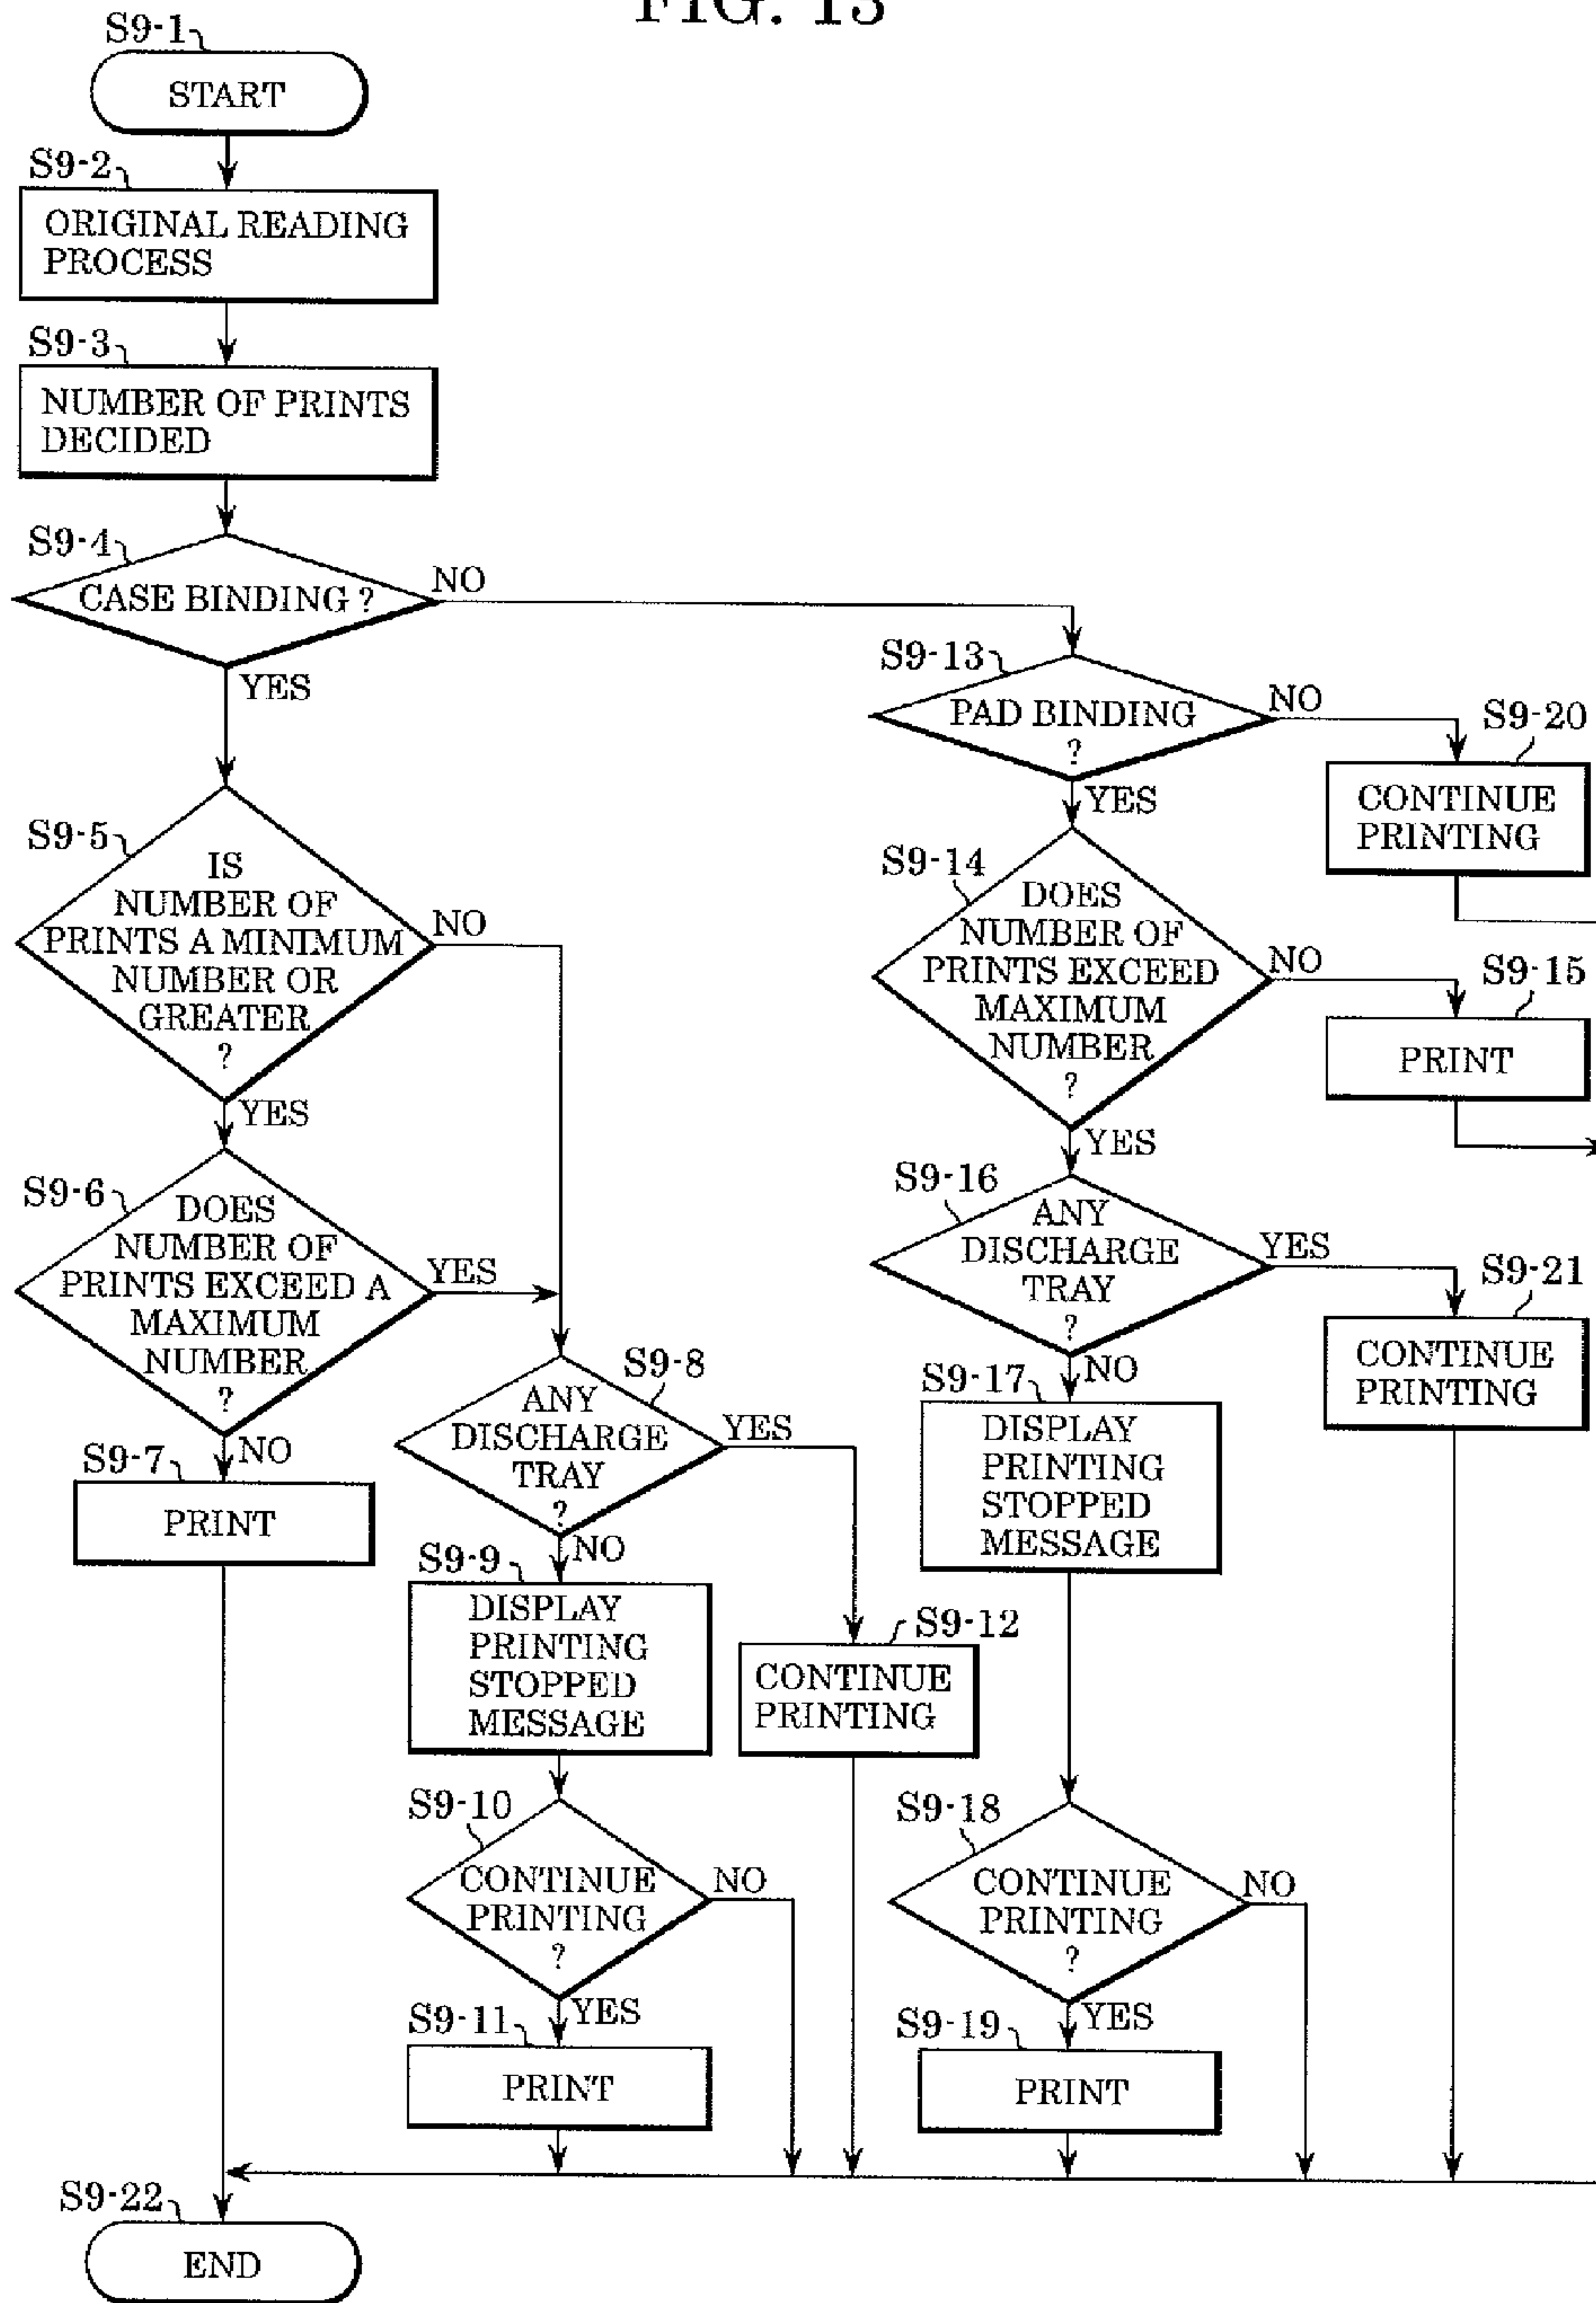 FIG. 13
S9-1
START
S9-2
ORIGINAL READING
PROCESS
S9-3
NUMBER OF PRINTS
DECIDED
S9-4
CASE BINDING ?
NO
YES
S9-5
IS
NUMBER OF
PRINTS A MINIMUM
NUMBER OR
GREATER
?
NO
YES
S9-6
DOES
NUMBER OF
PRINTS EXCEED A
MAXIMUM
NUMBER
?
YES
NO
S9-7
PRINT
S9-8
ANY
DISCHARGE
TRAY
?
YES
NO
S9-9
DISPLAY
PRINTING
STOPPED
MESSAGE
S9-12
CONTINUE
PRINTING
S9-10
CONTINUE
PRINTING
?
NO
YES
S9-11
PRINT
S9-13
PAD BINDING
?
NO
YES
S9-20
CONTINUE
PRINTING
S9-14
DOES
NUMBER OF
PRINTS EXCEED
MAXIMUM
NUMBER
?
NO
YES
S9-15
PRINT
S9-16
ANY
DISCHARGE
TRAY
?
YES
NO
S9-21
CONTINUE
PRINTING
S9-17
DISPLAY
PRINTING
STOPPED
MESSAGE
S9-18
CONTINUE
PRINTING
?
NO
YES
S9-19
PRINT
S9-22
END